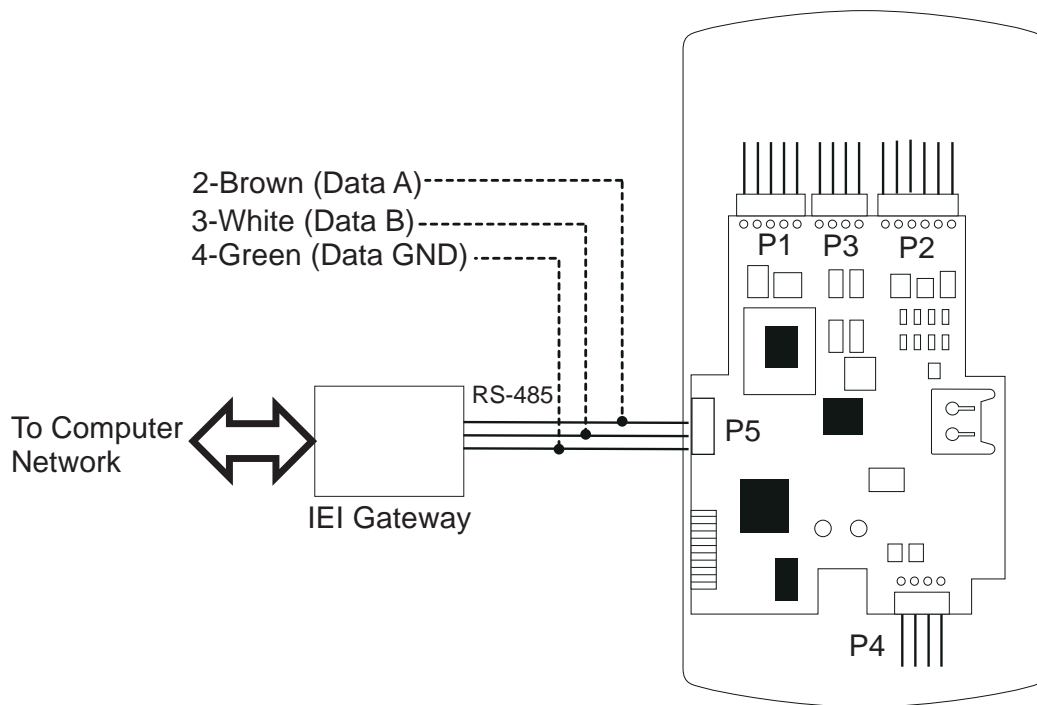 2-Brown (Data A)
3-White (Data B)
4-Green (Data GND)
P1
P3
P2
RS-485
To Computer
Network
P5
IEI Gateway
P4